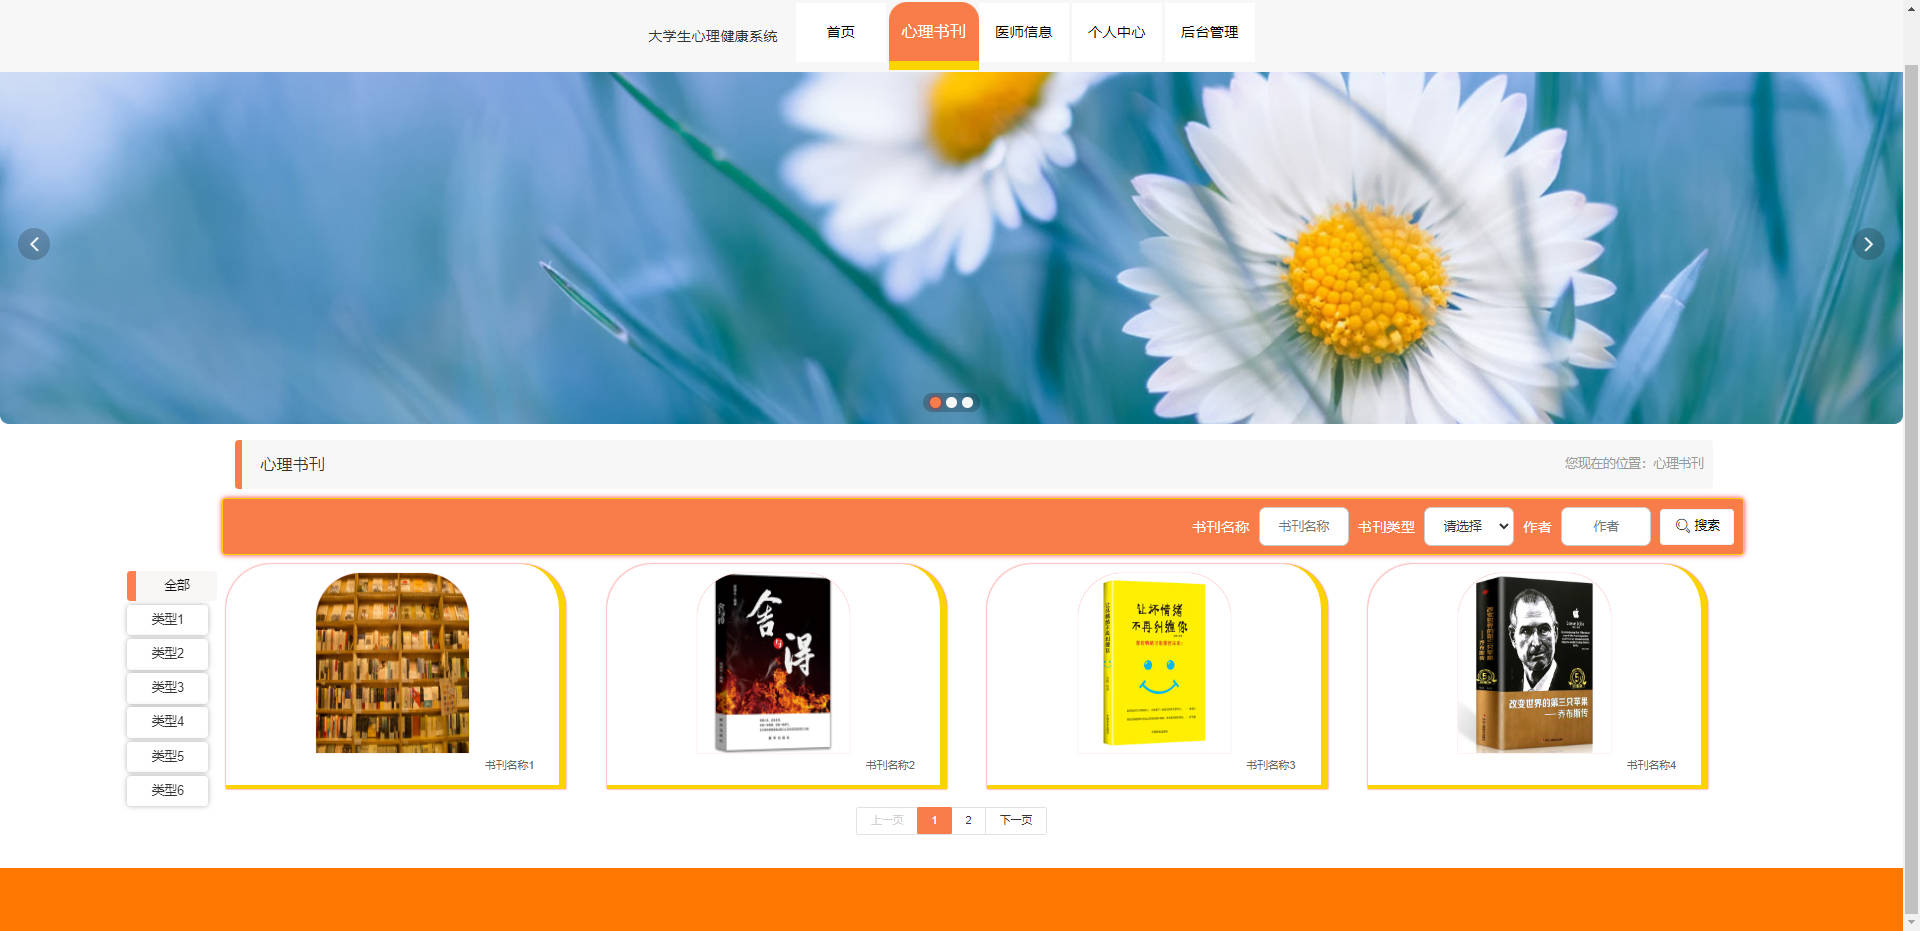 大学生心理健康系统
首页
心理书刊
医师信息
个人中心
后台管理
心理书刊
您现在的位置：心理书刊
书刊名称
书刊名称
书刊类型
请选择
作者
作者
搜索
全部
类型1
类型2
类型3
类型4
类型5
类型6
舍
与
得
书刊名称1
书刊名称2
让坏情绪
不再纠缠你
书刊名称3
改变世界的第三只苹果
——乔布斯传
书刊名称4
上一页
1
2
下一页